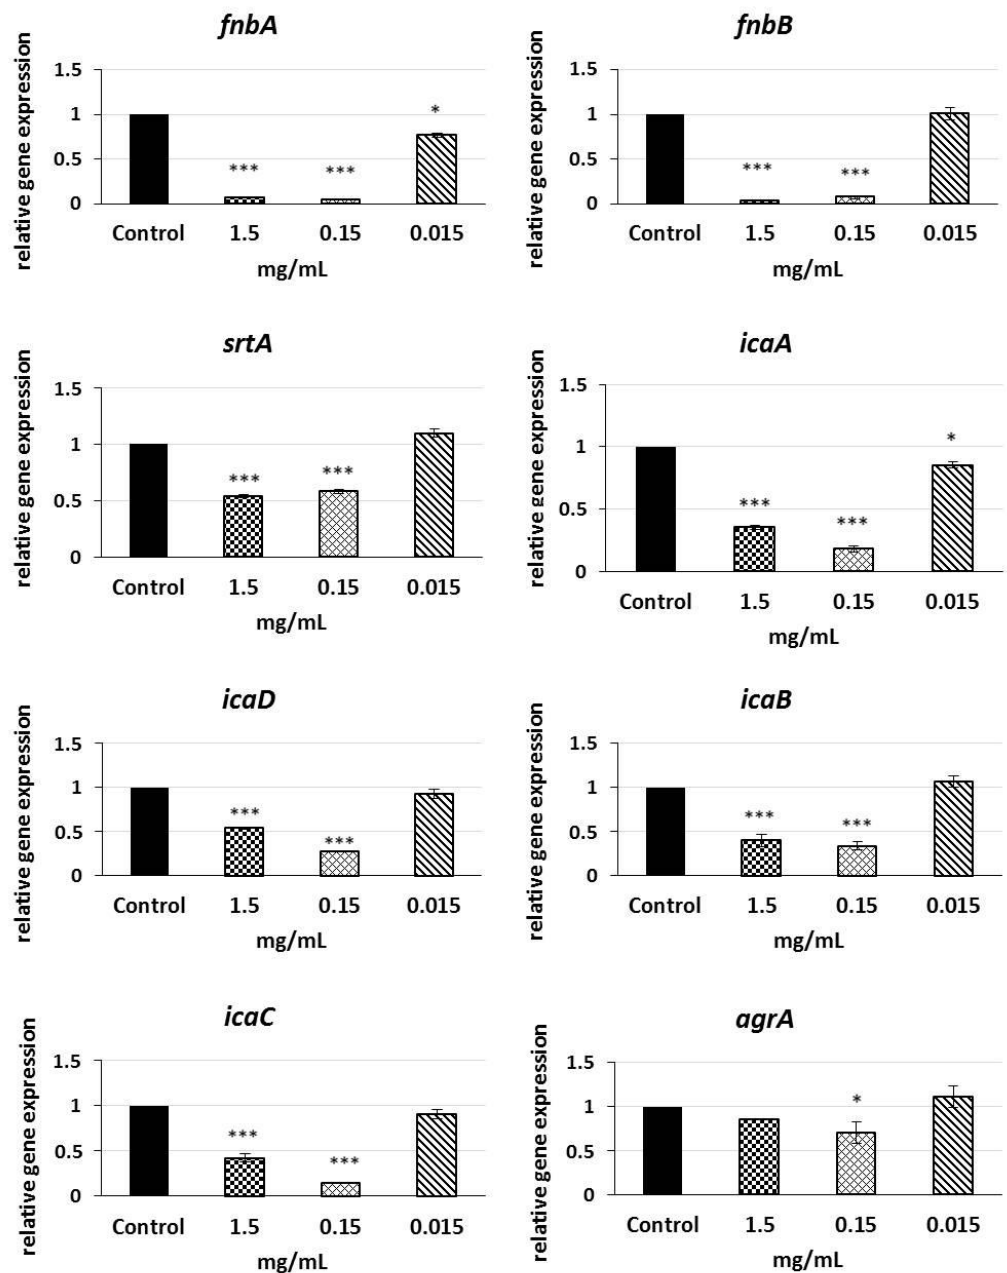 fnbA
relative gene expression
1.5
1
0.5
0
***
***
*
Control 1.5 0.15 0.015
mg/mL
fnbB
relative gene expression
1.5
1
0.5
0
***
***
Control 1.5 0.15 0.015
mg/mL
srtA
relative gene expression
1.5
1
0.5
0
***
***
Control 1.5 0.15 0.015
mg/mL
icaA
relative gene expression
1.5
1
0.5
0
***
***
*
Control 1.5 0.15 0.015
mg/mL
icaD
relative gene expression
1.5
1
0.5
0
***
***
Control 1.5 0.15 0.015
mg/mL
icaB
relative gene expression
1.5
1
0.5
0
***
***
Control 1.5 0.15 0.015
mg/mL
icaC
relative gene expression
1.5
1
0.5
0
***
***
Control 1.5 0.15 0.015
mg/mL
agrA
relative gene expression
1.5
1
0.5
0
*
Control 1.5 0.15 0.015
mg/mL